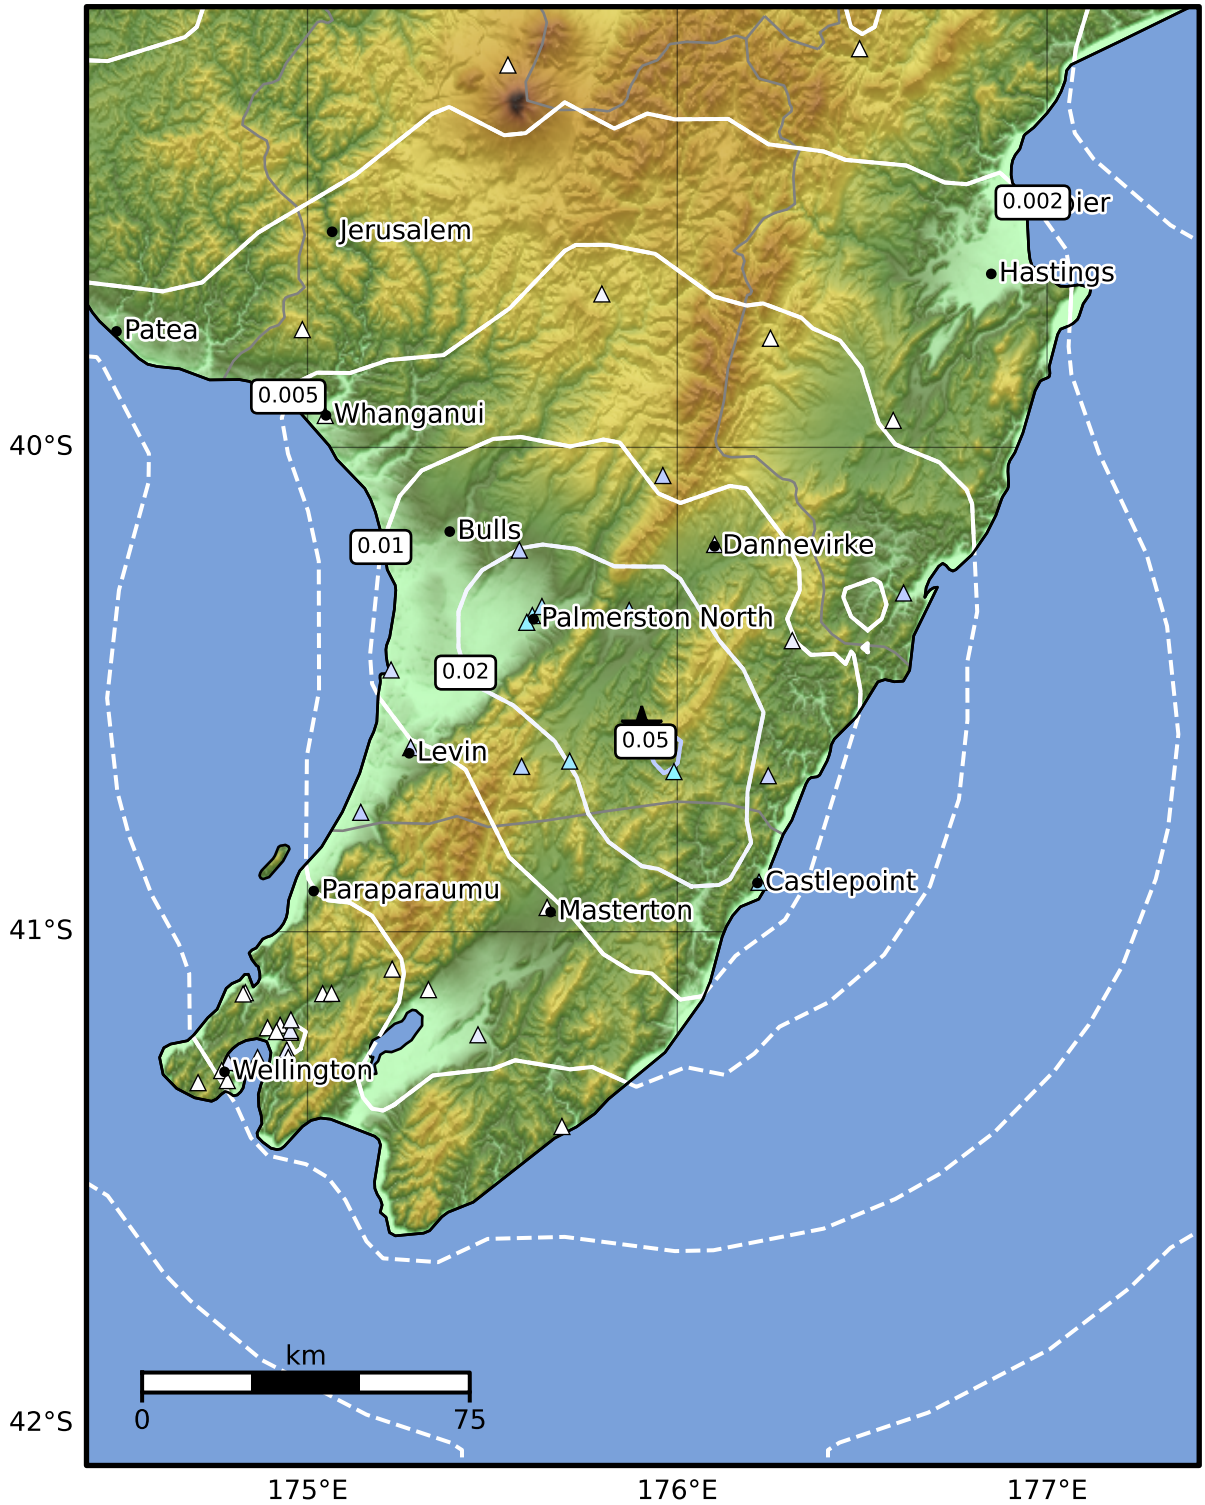 0.002
Jerusalem
Hastings
Patea
0.005
Whanganui
40°S
Bulls
0.01
Dannevirke
Palmerston North
0.02
0.05
Levin
Castlepoint
Paraparaumu
Masterton
41°S
Wellington
km
0
75
42°S
175°E
176°E
177°E